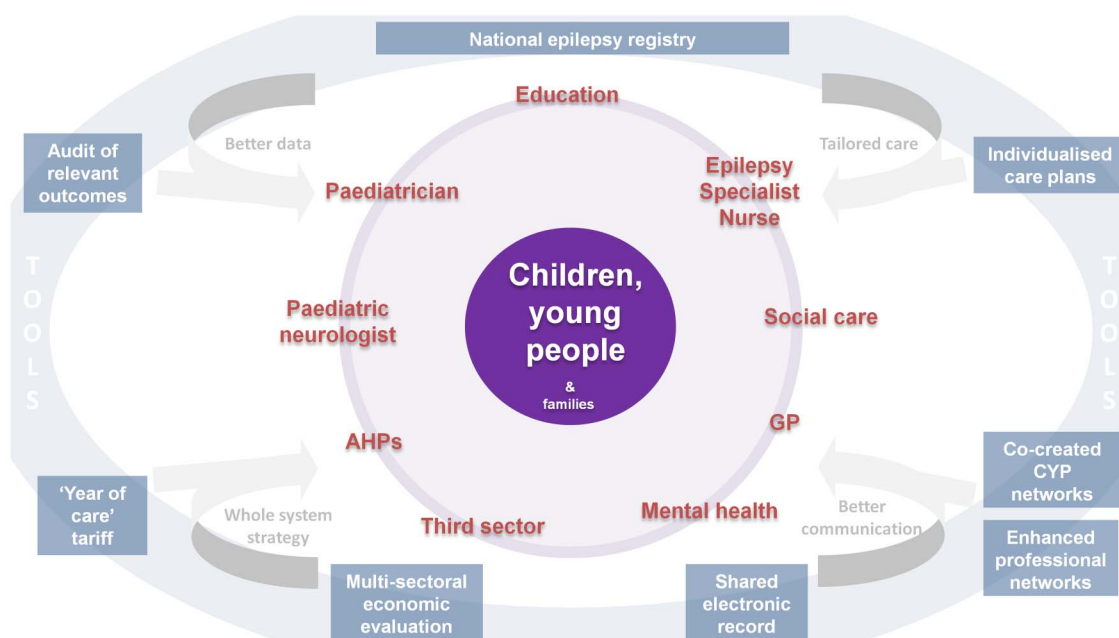 National epilepsy registry
Education
Audit of
relevant
outcomes
Better data
Tailored care
Individualised
care plans
Paediatrician
Epilepsy
Specialist
Nurse
TOOLS
Children,
young
people
&
families
Paediatric
neurologist
Social care
TOOLS
AHPs
GP
'Year of
care'
tariff
Whole system
strategy
Third sector
Mental health
Better
communication
Co-created
CYP
networks
Enhanced
professional
networks
Multi-sectoral
economic
evaluation
Shared
electronic
record